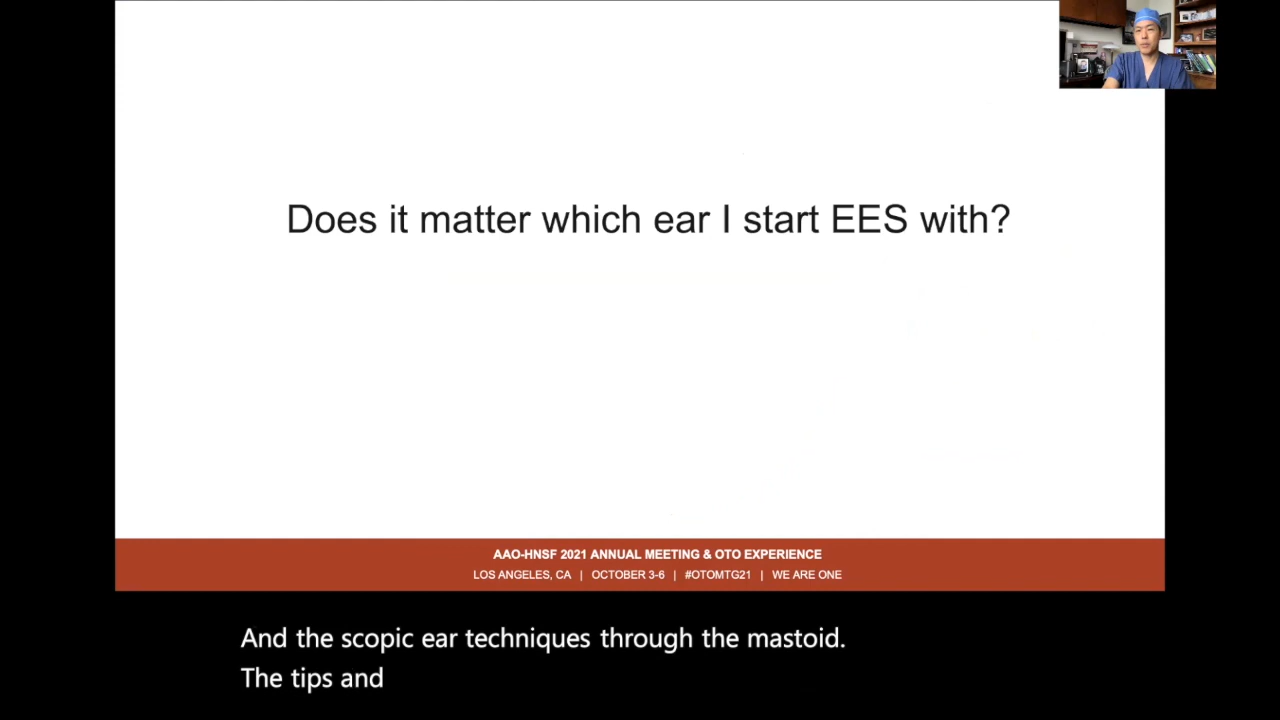 Does it matter which ear I start EES with?
AAO-HNSF 2021 ANNUAL MEETING & OTO EXPERIENCE
LOS ANGELES, CA | OCTOBER 3-6 | #OTOMTG21 | WE ARE ONE
And the scopic ear techniques through the mastoid.
The tips and